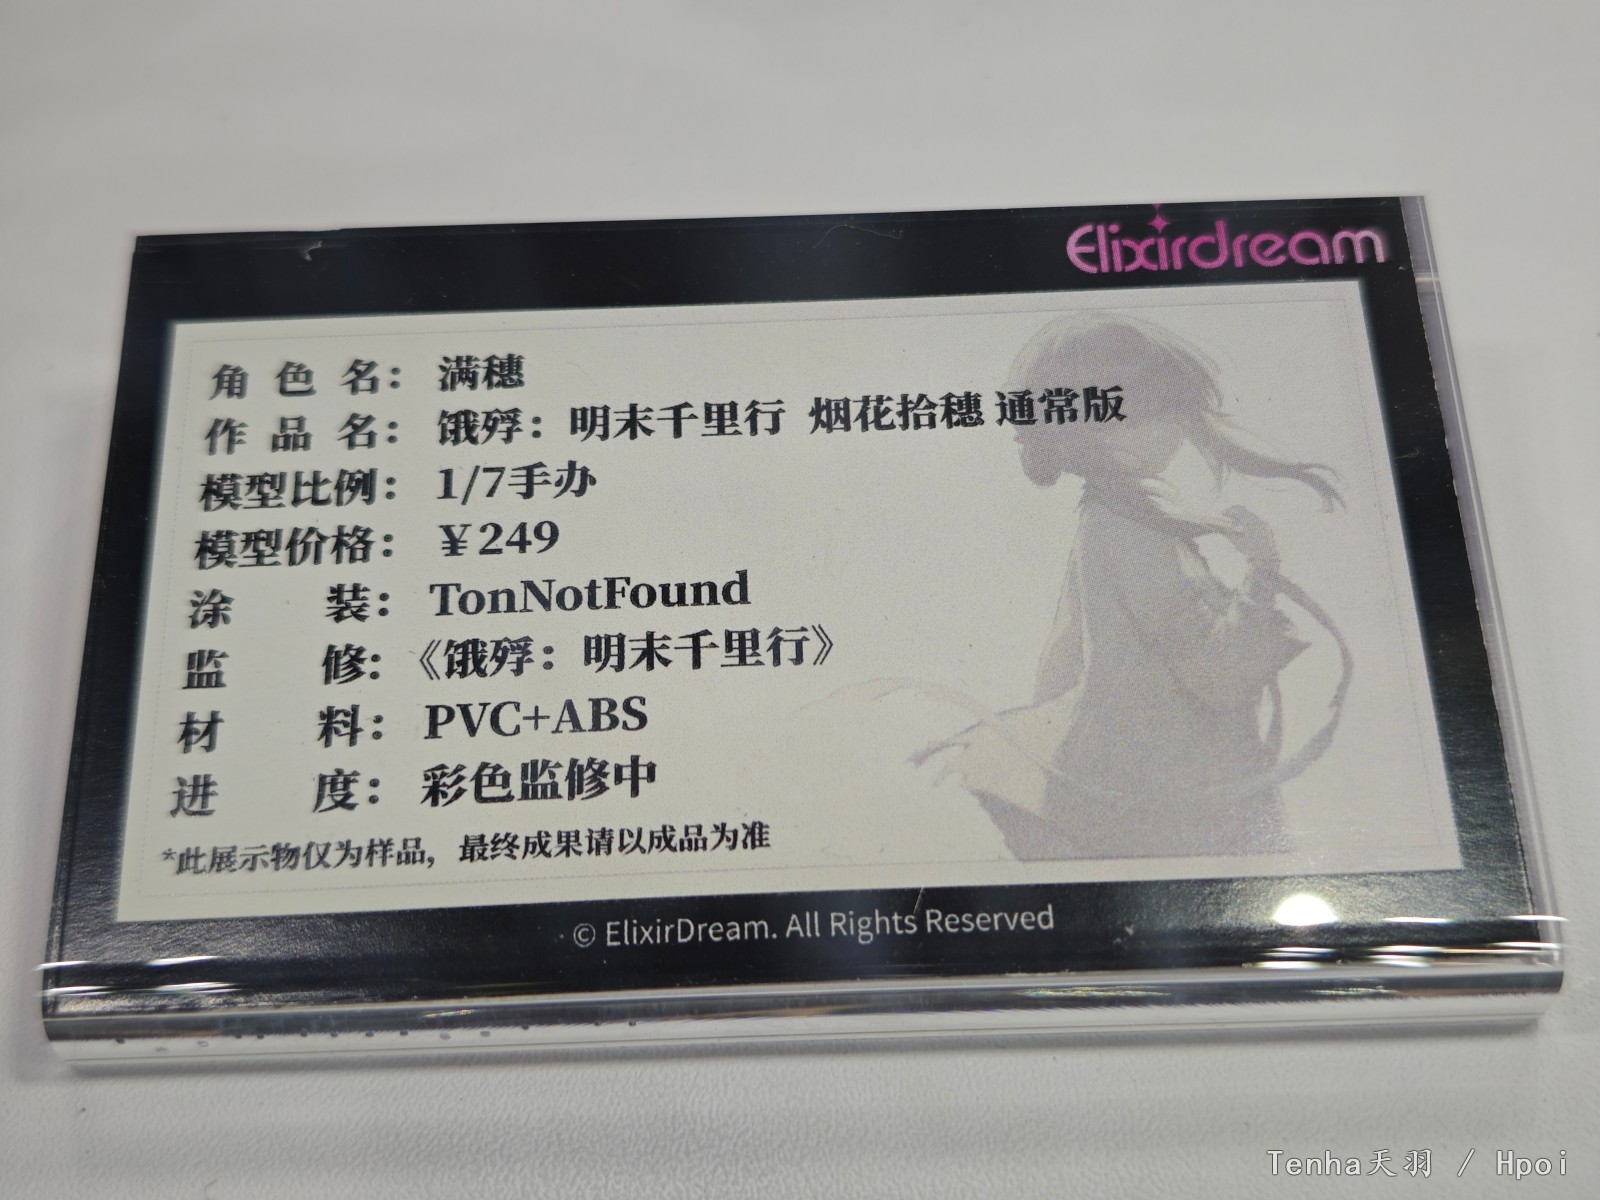 Elixirdream
角色名：满穗
作品名：饿殍：明末千里行 烟花拾穗 通常版
模型比例：1/7手办
模型价格：￥249
涂装：TonNotFound
监修：《饿殍：明末千里行》
材料：PVC+ABS
进度：彩色监修中
*此展示物仅为样品，最终成果请以成品为准
© ElixirDream. All Rights Reserved
Tenha天羽 / Hpoi